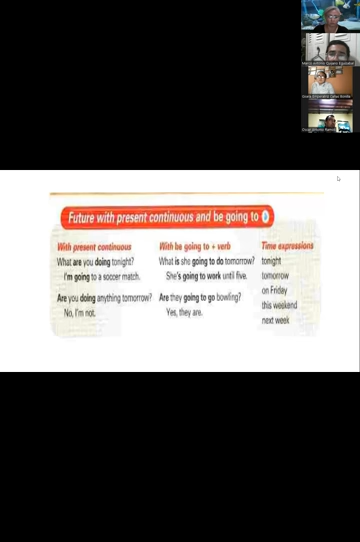 Future with present continuous and be going to
With present continuous
What are you doing tonight?
I'm going to a soccer match.
Are you doing anything tomorrow?
No, I'm not.
With be going to + verb
What is she going to do tomorrow?
She's going to work until five.
Are they going to go bowling?
Yes, they are.
Time expressions
tonight
tomorrow
on Friday
this weekend
next week